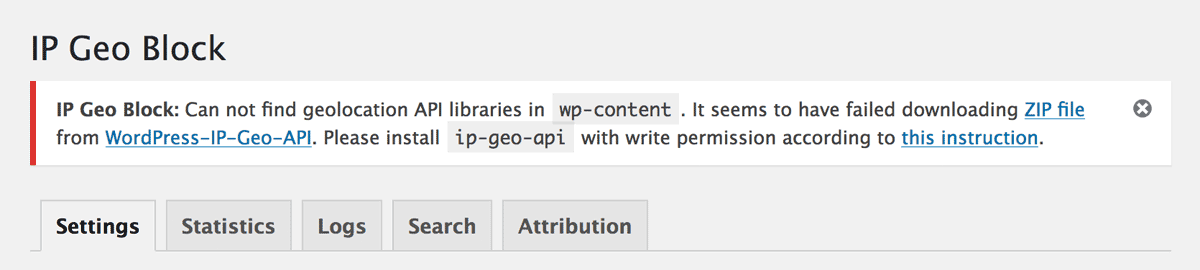 IP Geo Block
IP Geo Block: Can not find geolocation API libraries in wp-content . It seems to have failed downloading ZIP file
from WordPress-IP-Geo-API. Please install ip-geo-api with write permission according to this instruction.
Settings Statistics Logs Search Attribution